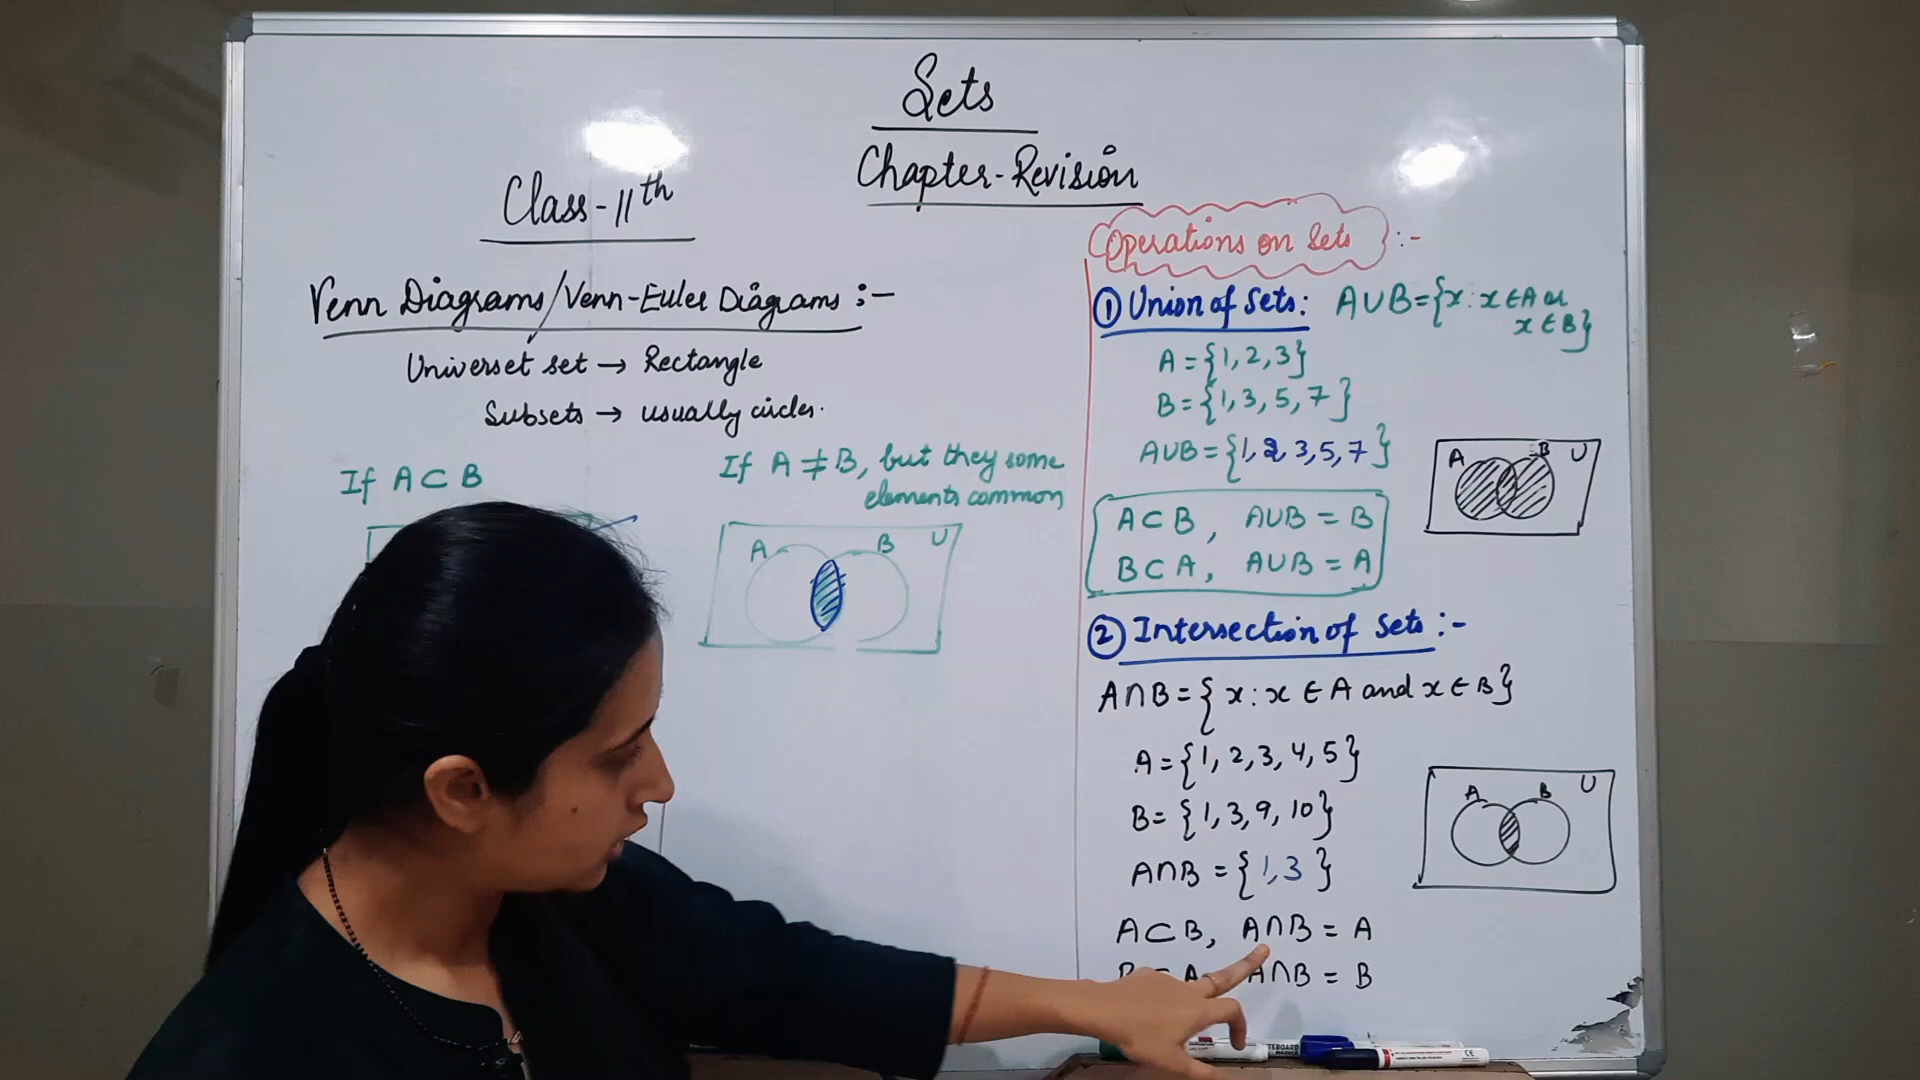 Sets
Chapter-Revision
Class-11th
Venn Diagrams/Venn-Euler Diagrams :-
Universet set → Rectangle
Subsets → usually circles.
If A ⊂ B
If A ≠ B, but they some
elements common
A B U
Operations on Sets :-
① Union of Sets: A∪B = {x : x ∈ A or
x ∈ B}
A = {1, 2, 3}
B = {1, 3, 5, 7}
A∪B = {1, 2, 3, 5, 7}
A B U
A ⊂ B, A∪B = B
B ⊂ A, A∪B = A
② Intersection of Sets :-
A∩B = { x : x ∈ A and x ∈ B}
A = {1, 2, 3, 4, 5}
B = {1, 3, 9, 10}
A∩B = {1, 3}
A B U
A ⊂ B, A∩B = A
A∩B = B